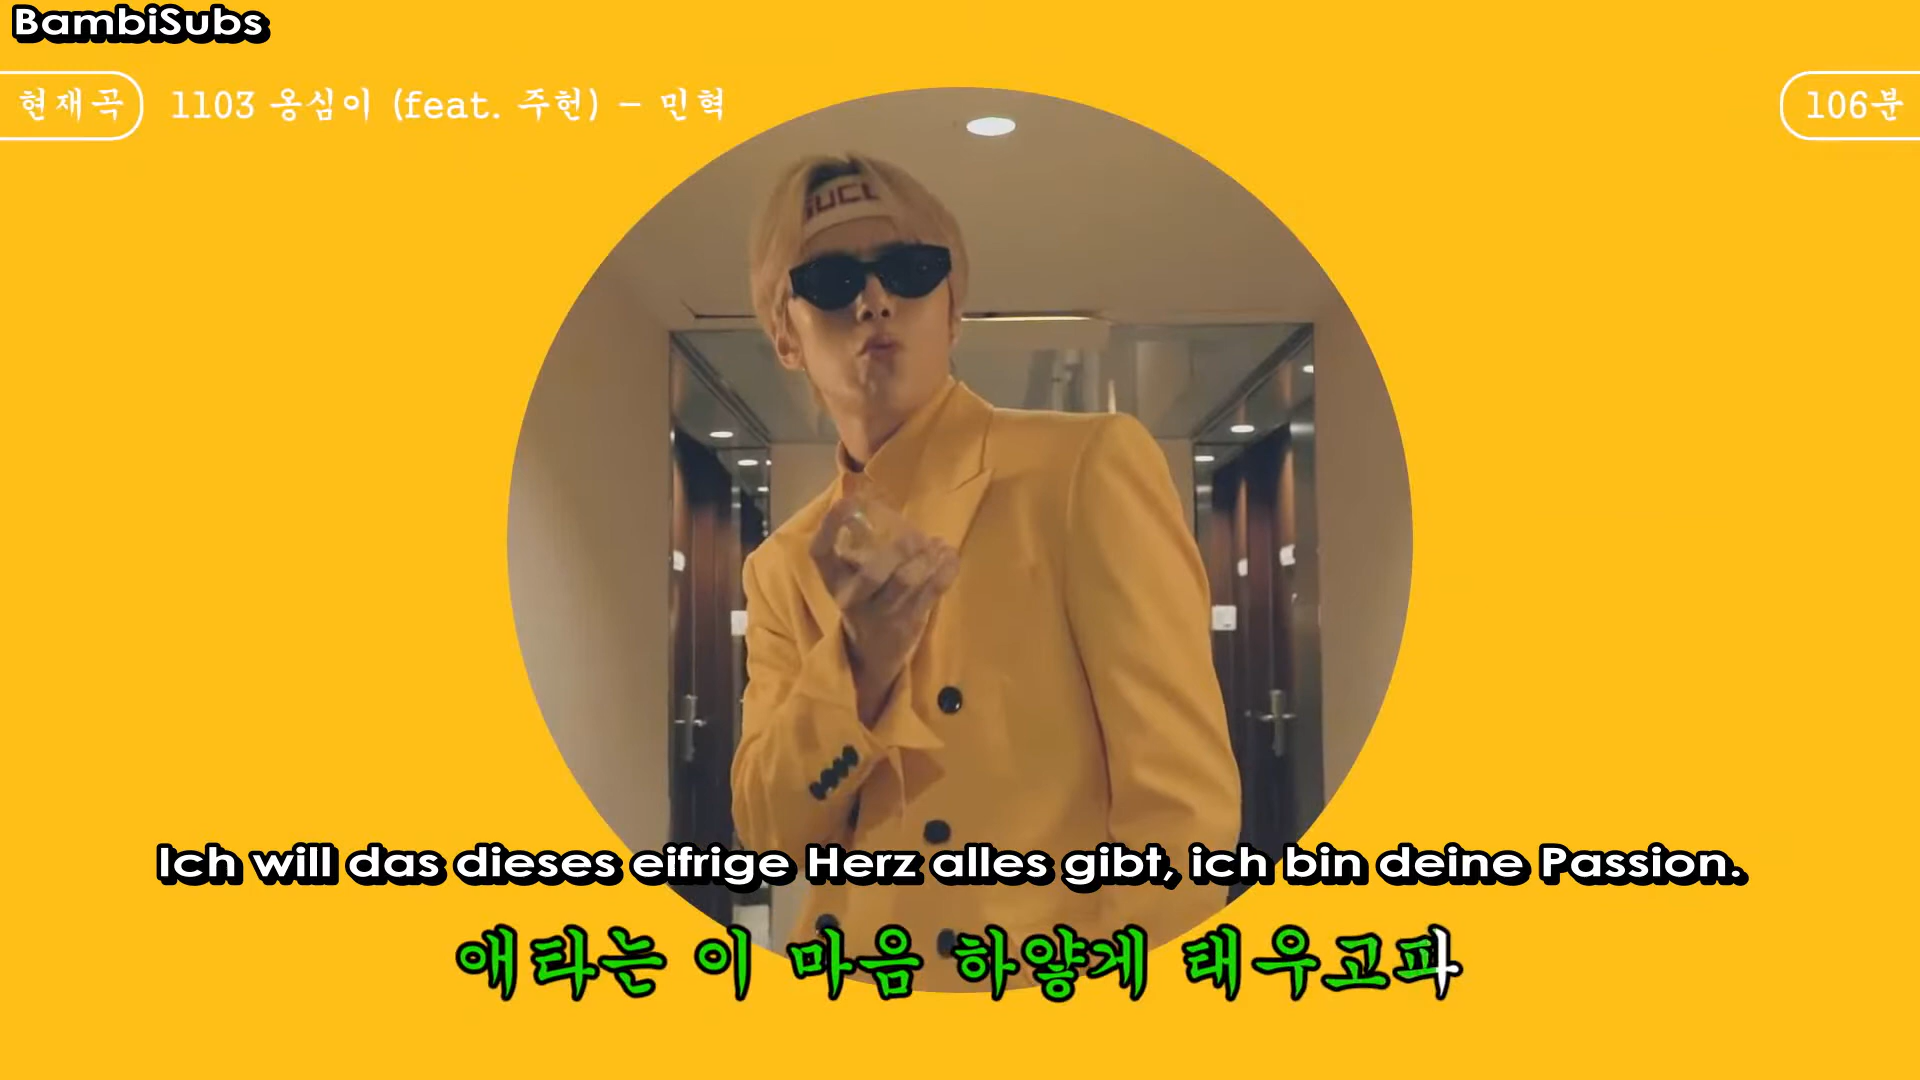 BambiSubs
현재곡 1103 옹심이 (feat. 주헌) – 민혁 106분
Ich will das dieses eifrige Herz alles gibt, ich bin deine Passion.
애타는 이 마음 하얗게 태우고파